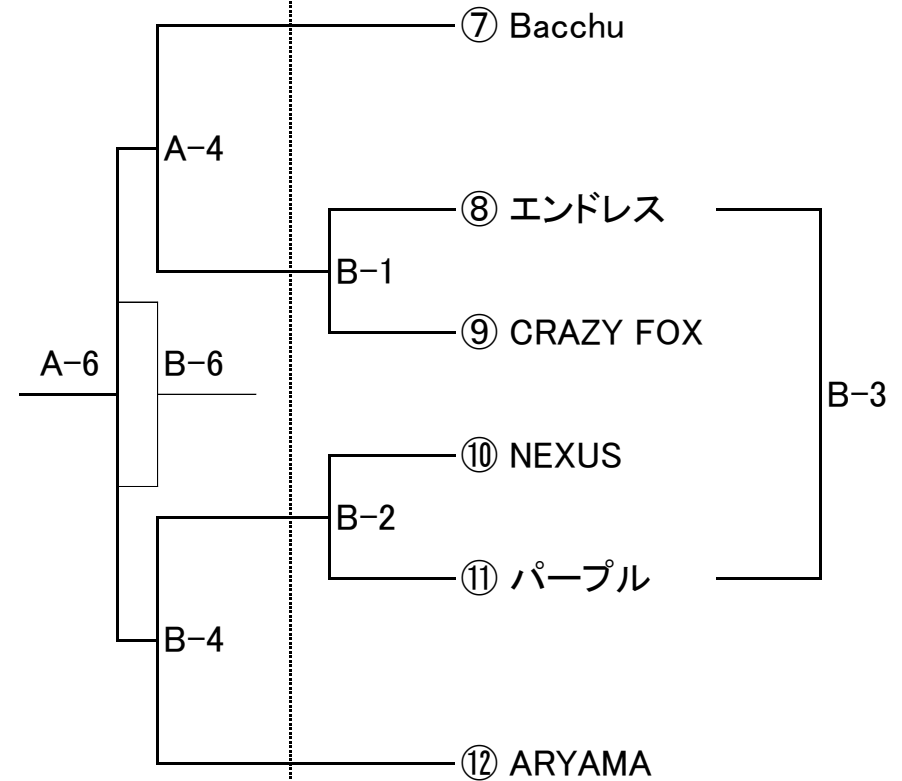 ⑦ Bacchu
A-4
⑧ エンドレス
B-1
⑨ CRAZY FOX
A-6 B-6
B-3
⑩ NEXUS
B-2
⑪ パープル
B-4
⑫ ARYAMA